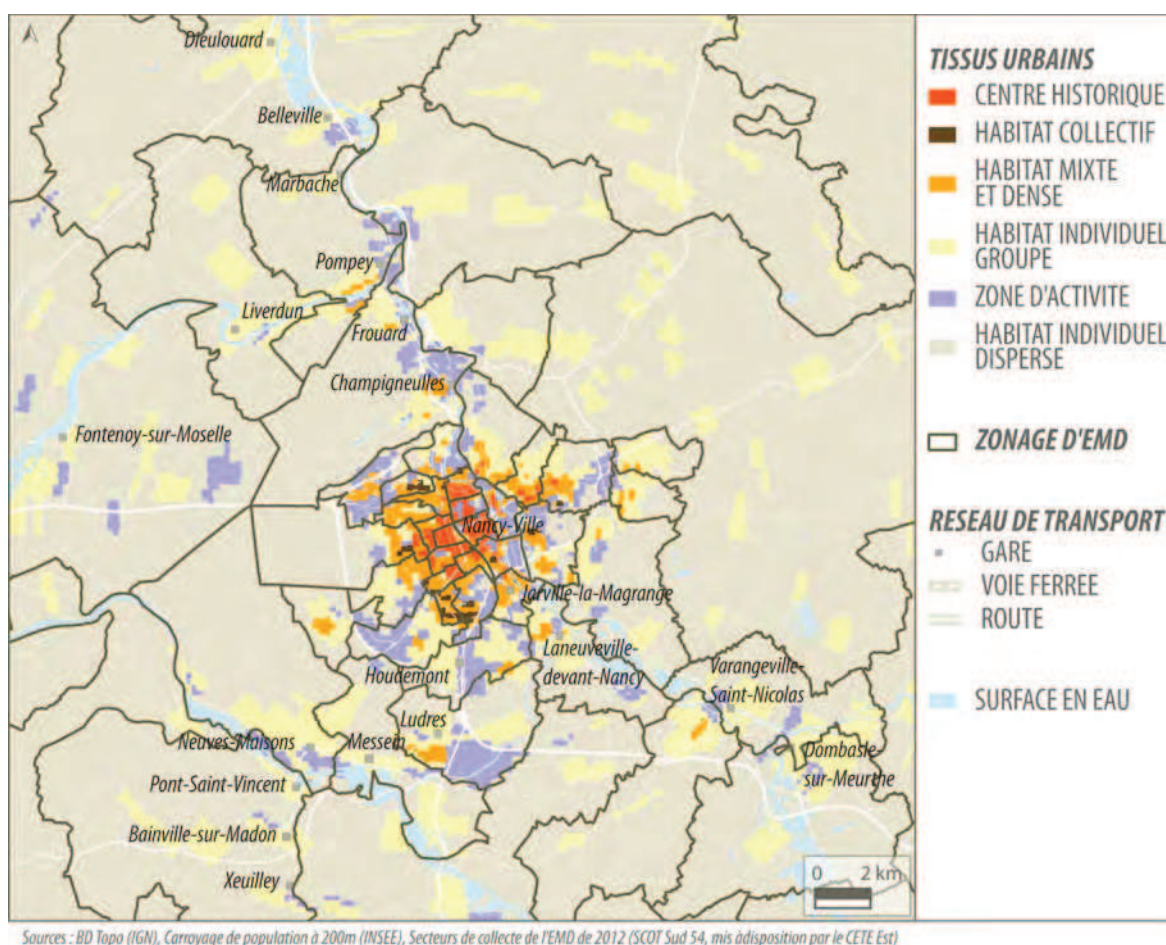 Dieulouard
Belleville
Marbache
Pompey
Liverdun
Frouard
Champigneulles
Fontenoy-sur-Moselle
Nancy-Ville
Jarville-la-Magrange
Laneuveville-
devant-Nancy
Varangeville-
Saint-Nicolas
Houdemont
Ludres
Neuves-Maisons
Messein
Dombasle-
sur-Meurthe
Pont-Saint-Vincent
Bainville-sur-Madon
Xeuilley
0 2 km
TISSUS URBAINS
CENTRE HISTORIQUE
HABITAT COLLECTIF
HABITAT MIXTE
ET DENSE
HABITAT INDIVIDUEL
GROUPE
ZONE D'ACTIVITE
HABITAT INDIVIDUEL
DISPERSE
ZONAGE D'EMD
RESEAU DE TRANSPORT
GARE
VOIE FERREE
ROUTE
SURFACE EN EAU
Sources : BD Topo (IGN), Carroyage de population à 200m (INSEE), Secteurs de collecte de l'EMD de 2012 (SCOT Sud 54, mis àdisposition par le CETE Est)